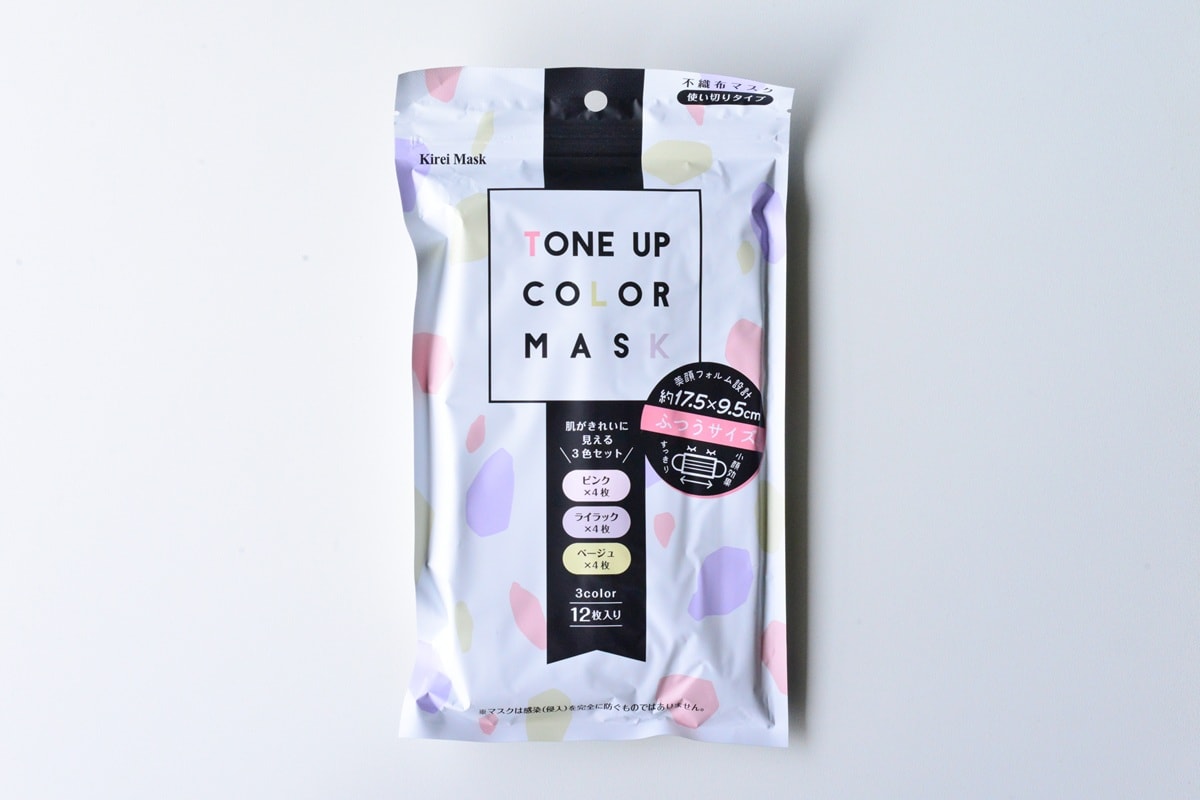 不織布マスク
使い切りタイプ
Kirei Mask
TONE UP
COLOR
MASK
美顔フォルム設計
約17.5×9.5cm
ふつうサイズ
すっきり
小顔効果
肌がきれいに
見える
3色セット
ピンク
×4枚
ライラック
×4枚
ベージュ
×4枚
3color
12枚入り
※マスクは感染(侵入)を完全に防ぐものではありません。